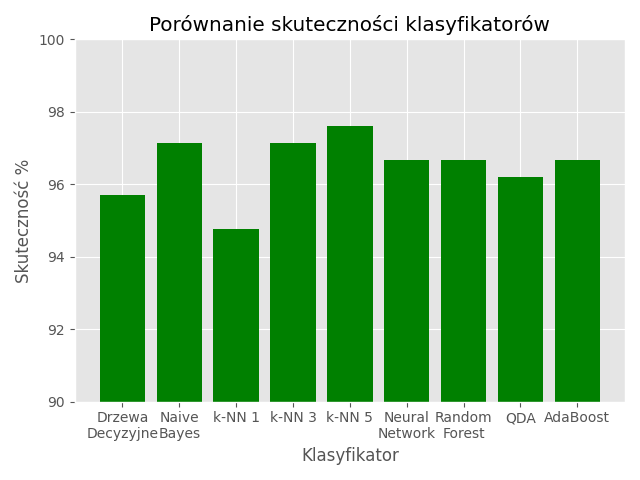 Porównanie skuteczności klasyfikatorów
100
98
96
94
92
90
Skuteczność %
Drzewa Decyzyjne
Naive Bayes
k-NN 1
k-NN 3
k-NN 5
Neural Network
Random Forest
QDA
AdaBoost
Klasyfikator